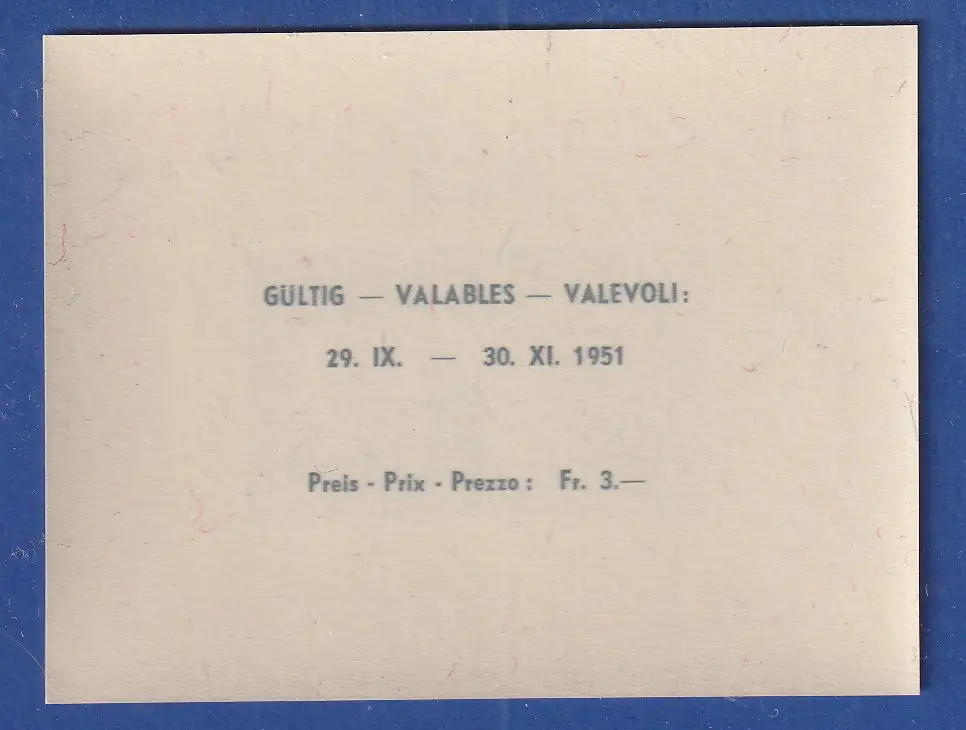 GÜLTIG — VALABLES — VALEVOLI:
29. IX. — 30. XI. 1951
Preis - Prix - Prezzo: Fr. 3.—